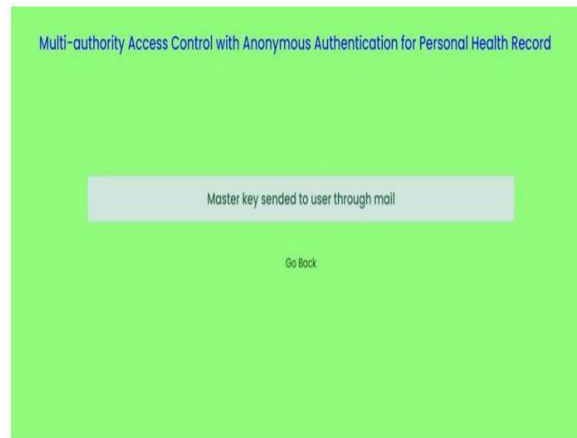 Multi-authority Access Control with Anonymous Authentication for Personal Health Record
Master key sended to user through mail
Go Back